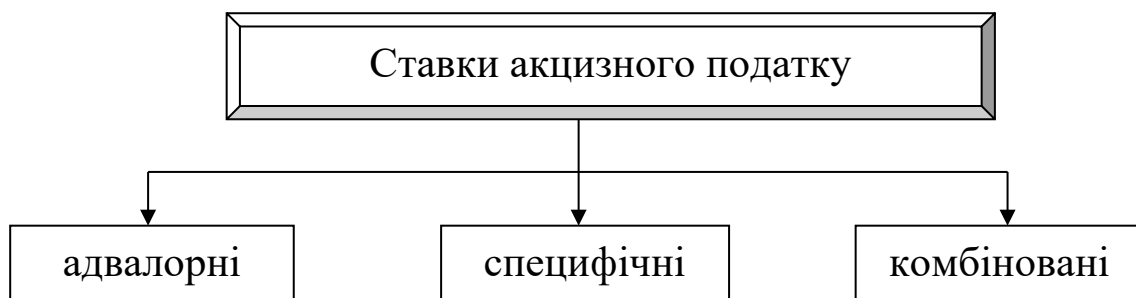 Ставки акцизного податку
адвалорні
специфічні
комбіновані